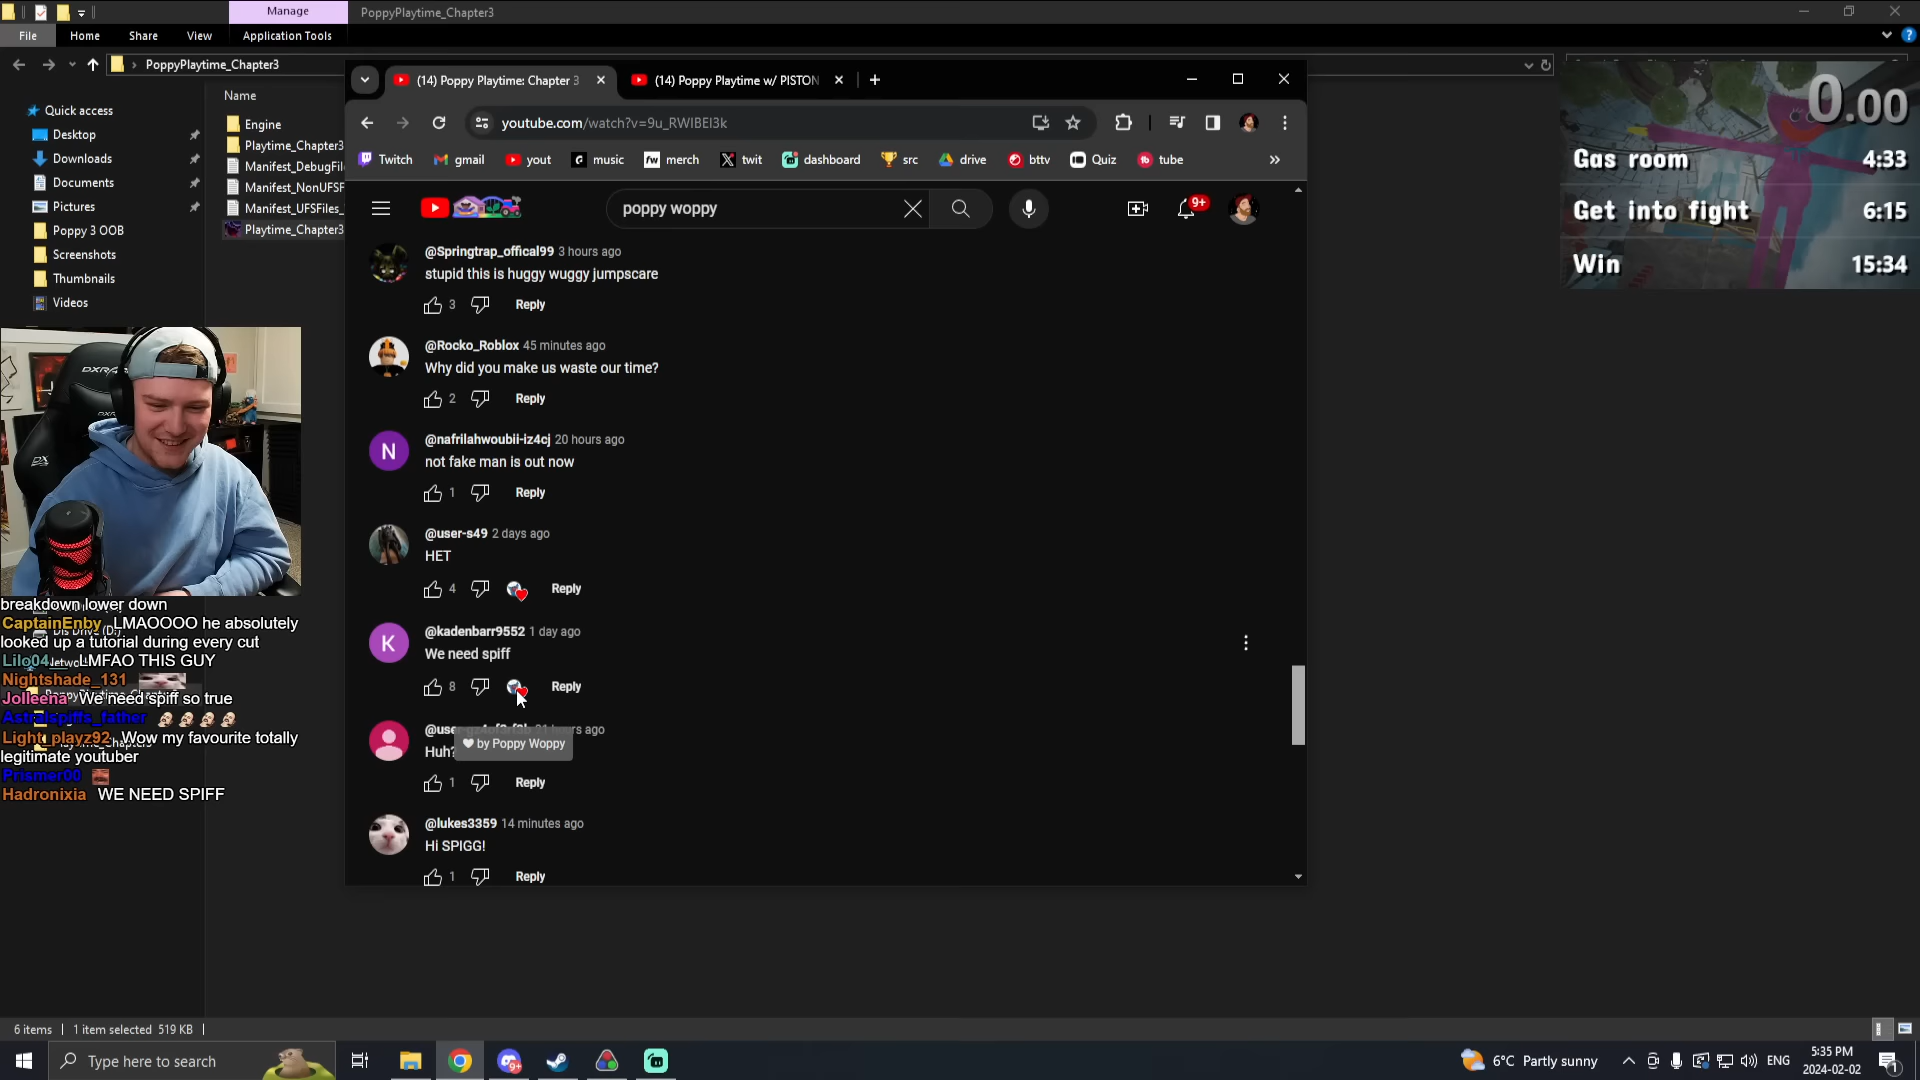 Manage
PoppyPlaytime_Chapter3
File
Home
Share
View
Application Tools
PoppyPlaytime_Chapter3
Quick access
Desktop
Downloads
Documents
Pictures
Poppy 3 OOB
Screenshots
Thumbnails
Videos
Name
Engine
Playtime_Chapter3
Manifest_DebugFil
Manifest_NonUFSF
Manifest_UFSFiles_
Playtime_Chapter3
(14) Poppy Playtime: Chapter 3
(14) Poppy Playtime w/ PISTON
youtube.com/watch?v=9u_RWIBEI3k
Twitch
gmail
yout
music
merch
twit
dashboard
src
drive
bttv
Quiz
tube
poppy woppy
9+
@Springtrap_offical99 3 hours ago
stupid this is huggy wuggy jumpscare
3
Reply
@Rocko_Roblox 45 minutes ago
Why did you make us waste our time?
2
Reply
N
@nafrilahwoubii-iz4cj 20 hours ago
not fake man is out now
1
Reply
@user-s49 2 days ago
HET
4
Reply
K
@kadenbarr9552 1 day ago
We need spiff
8
Reply
hours ago
by Poppy Woppy
Huh?
1
Reply
@lukes3359 14 minutes ago
Hi SPIGG!
1
Reply
0.00
Gas room 4:33
Get into fight 6:15
Win 15:34
DXRA
breakdown lower down
CaptainEnby LMAOOOO he absolutely
looked up a tutorial during every cut
Lilo04 LMFAO THIS GUY
Nightshade_131
Jolleena We need spiff so true
Astralspiffs_father
Light_playz92 Wow my favourite totally
legitimate youtuber
Prismer00
Hadronixia WE NEED SPIFF
6 items
1 item selected 519 KB
Type here to search
9+
6°C Partly sunny
ENG
5:35 PM
2024-02-02
1